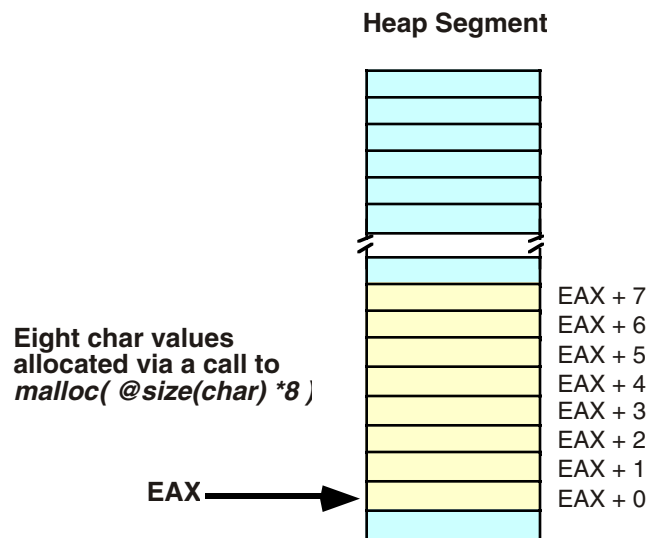 Heap Segment
EAX + 7
EAX + 6
EAX + 5
EAX + 4
EAX + 3
EAX + 2
EAX + 1
EAX + 0
Eight char values
allocated via a call to
malloc( @size(char) *8 )
EAX